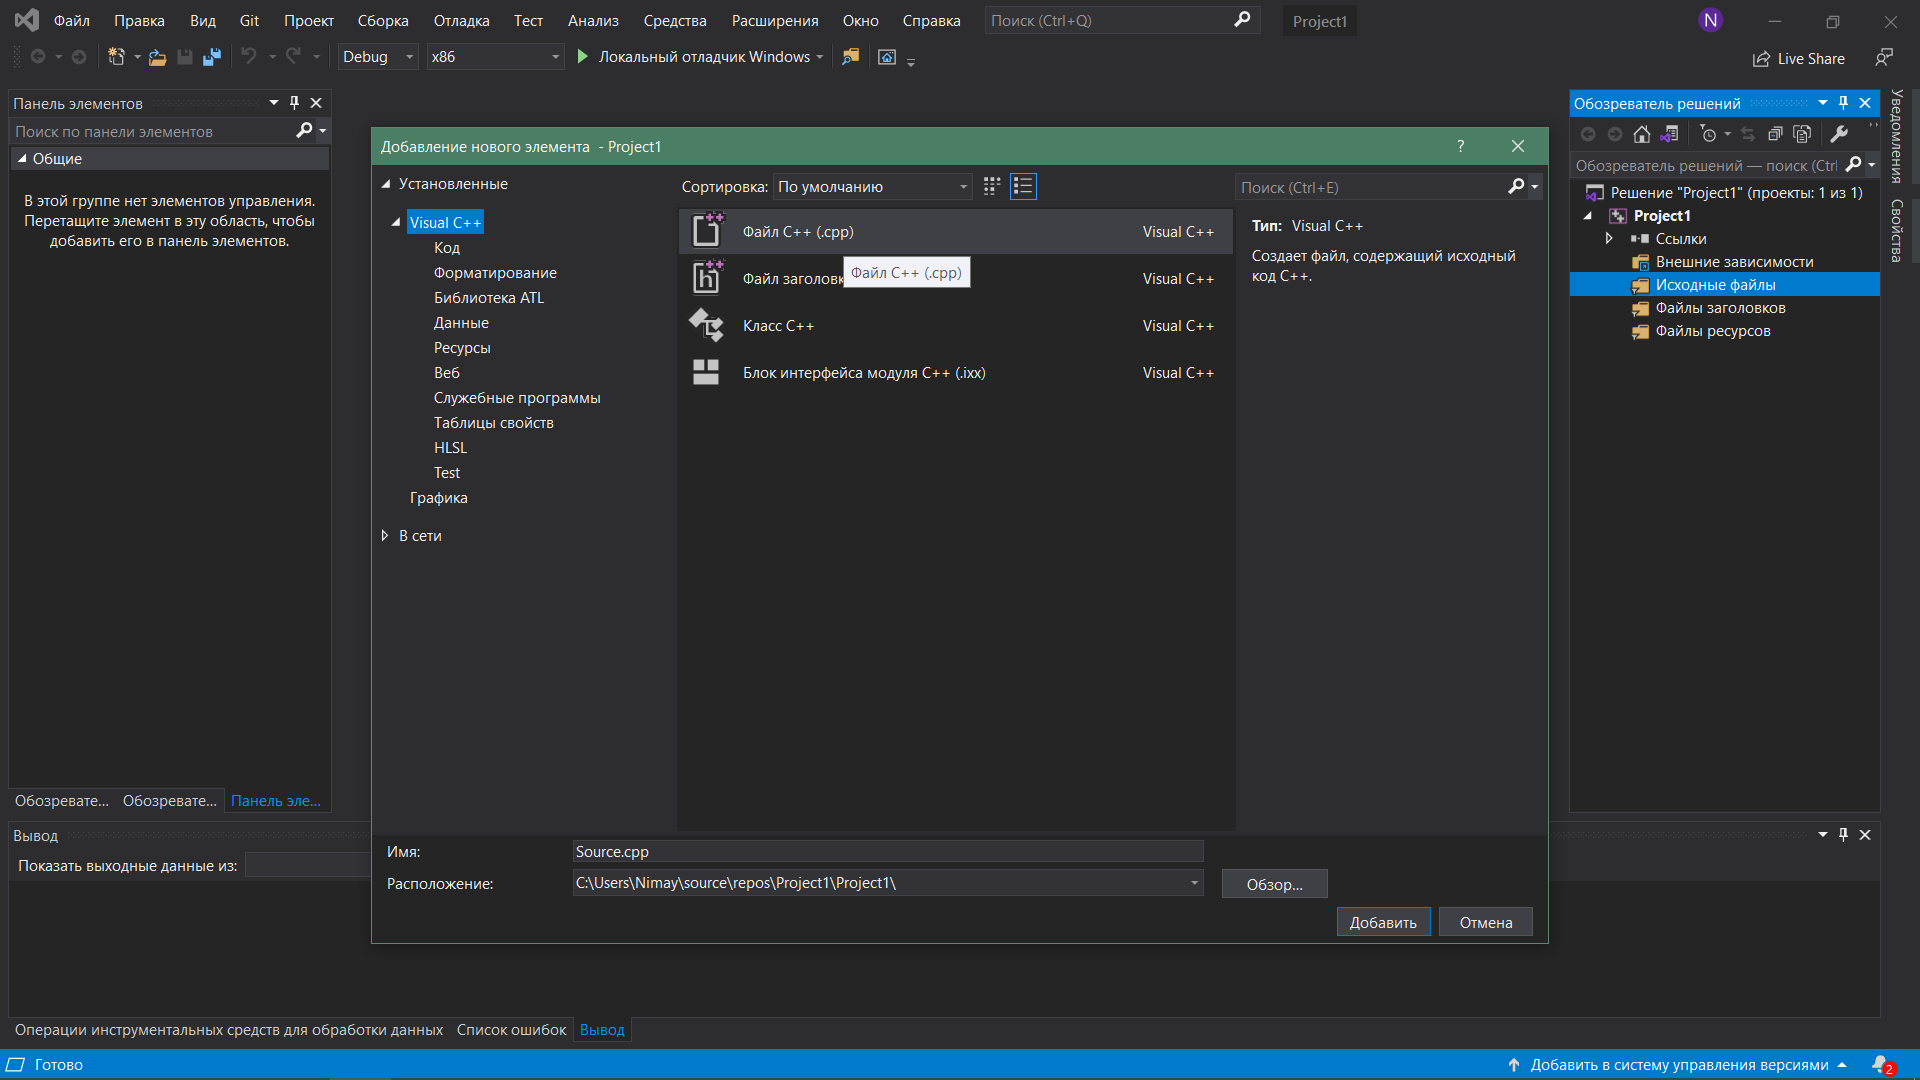 Файл Правка Вид Git Проект Сборка Отладка Тест Анализ Средства Расширения Окно Справка Поиск (Ctrl+Q) Project1 N
Debug x86 Локальный отладчик Windows Live Share
Панель элементов
Поиск по панели элементов
Общие
В этой группе нет элементов управления.
Перетащите элемент в эту область, чтобы
добавить его в панель элементов.
Обозревате... Обозревате... Панель эле...
Добавление нового элемента - Project1 ?
Установленные
Visual C++
Код
Форматирование
Библиотека ATL
Данные
Ресурсы
Веб
Служебные программы
Таблицы свойств
HLSL
Test
Графика
В сети
Сортировка: По умолчанию
Файл C++ (.cpp) Visual C++
Файл заголовк Visual C++
Файл C++ (.cpp)
Класс C++ Visual C++
Блок интерфейса модуля C++ (.ixx) Visual C++
Поиск (Ctrl+E)
Тип: Visual C++
Создает файл, содержащий исходный
код C++.
Имя: Source.cpp
Расположение: C:\Users\Nimay\source\repos\Project1\Project1\
Обзор...
Добавить Отмена
Обозреватель решений
Обозреватель решений — поиск (Ctrl
Решение "Project1" (проекты: 1 из 1)
Project1
Ссылки
Внешние зависимости
Исходные файлы
Файлы заголовков
Файлы ресурсов
Уведомления
Свойства
Вывод
Показать выходные данные из:
Операции инструментальных средств для обработки данных Список ошибок Вывод
Готово Добавить в систему управления версиями 2